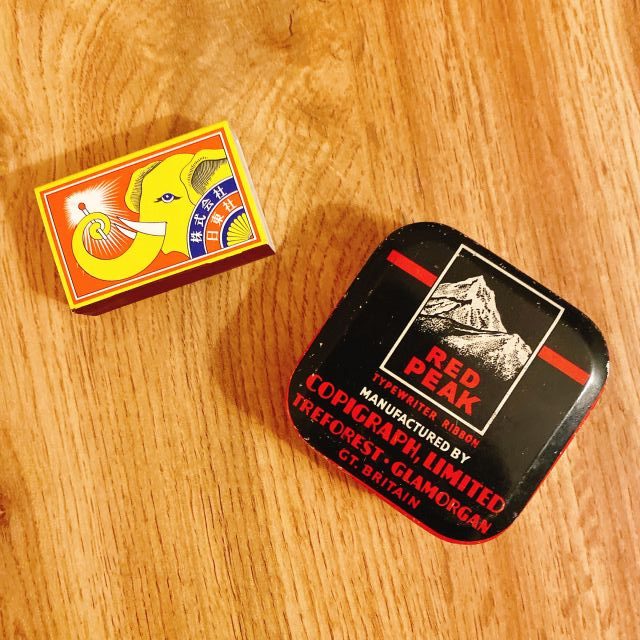 株式会社
日東社
RED
PEAK
TYPEWRITER RIBBON
MANUFACTURED BY
COPIGRAPH, LIMITED
TREFOREST · GLAMORGAN
GT. BRITAIN